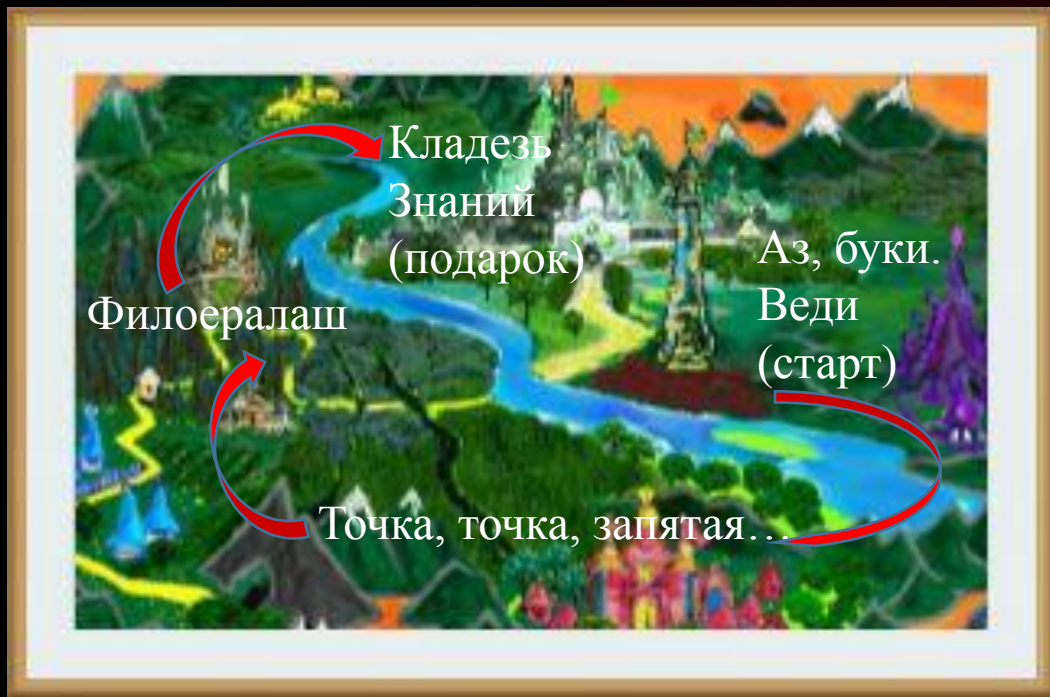 Кладезь
Знаний
(подарок)
Аз, буки.
Веди
(старт)
Филоералаш
Точка, точка, запятая…